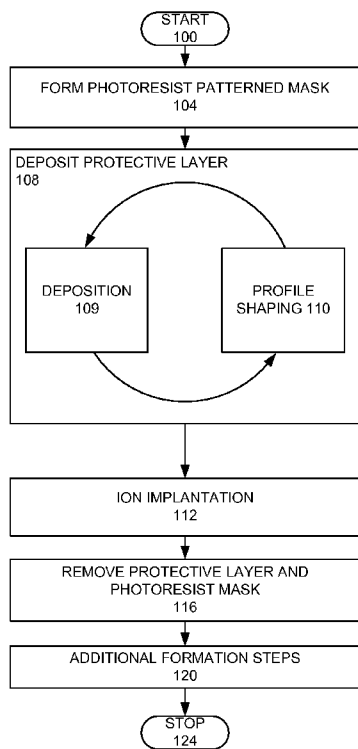 START
100
FORM PHOTORESIST PATTERNED MASK
104
DEPOSIT PROTECTIVE LAYER
108
DEPOSITION
109
PROFILE
SHAPING 110
ION IMPLANTATION
112
REMOVE PROTECTIVE LAYER AND
PHOTORESIST MASK
116
ADDITIONAL FORMATION STEPS
120
STOP
124